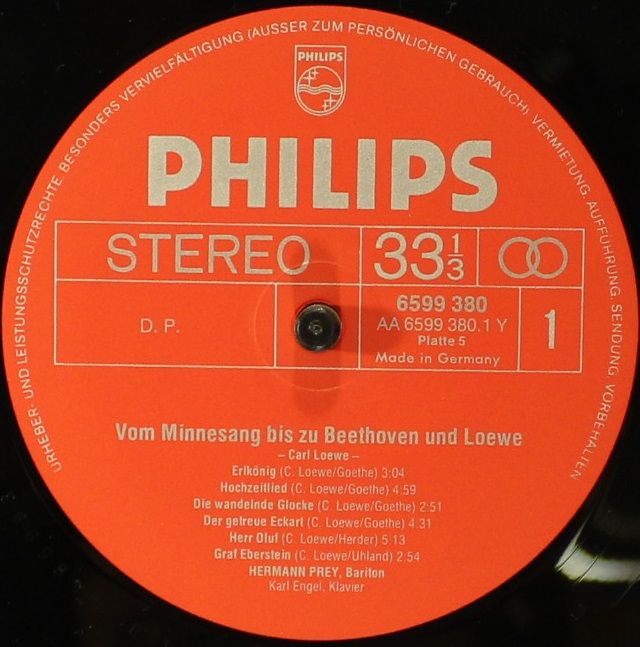 URHEBER- UND LEISTUNGSSCHUTZRECHTE. BESONDERS VERVIELFÄLTIGUNG (AUSSER ZUM PERSÖNLICHEN GEBRAUCH), VERMIETUNG, AUFFÜHRUNG, SENDUNG VORBEHALTEN
PHILIPS
PHILIPS
STEREO
33 1/3
D. P.
6599 380
AA 6599 380.1 Y
Platte 5
Made in Germany
1
Vom Minnesang bis zu Beethoven und Loewe
– Carl Loewe –
Erlkönig (C. Loewe/Goethe) 3:04
Hochzeitlied (C. Loewe/Goethe) 4:59
Die wandelnde Glocke (C. Loewe/Goethe) 2:51
Der getreue Eckart (C. Loewe/Goethe) 4:31
Herr Oluf (C. Loewe/Herder) 5:13
Graf Eberstein (C. Loewe/Uhland) 2:54
HERMANN PREY, Bariton
Karl Engel, Klavier